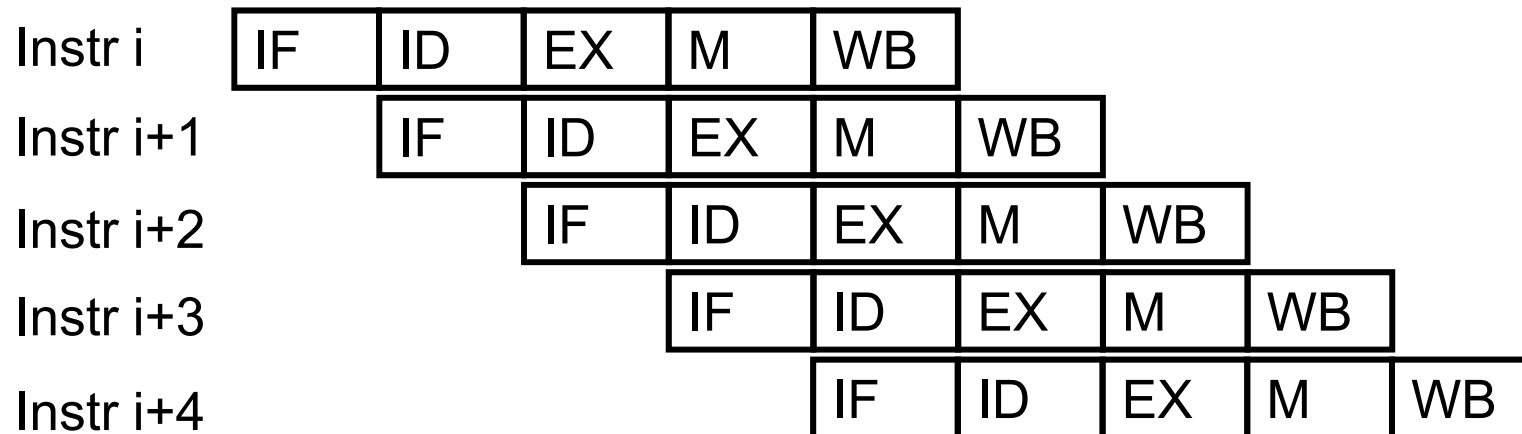 Instr i IF ID EX M WB
Instr i+1 IF ID EX M WB
Instr i+2 IF ID EX M WB
Instr i+3 IF ID EX M WB
Instr i+4 IF ID EX M WB